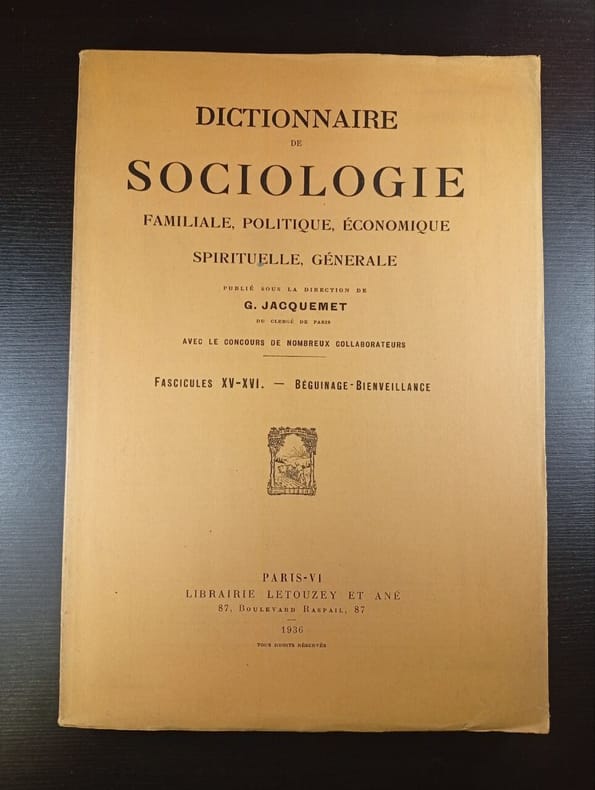 DICTIONNAIRE
DE
SOCIOLOGIE
FAMILIALE, POLITIQUE, ÉCONOMIQUE
SPIRITUELLE, GÉNERALE
PUBLIÉ SOUS LA DIRECTION DE
G. JACQUEMET
DU CLERGÉ DE PARIS
AVEC LE CONCOURS DE NOMBREUX COLLABORATEURS
FASCICULES XV-XVI. — BÉGUINAGE-BIENVEILLANCE
PARIS-VI
LIBRAIRIE LETOUZEY ET ANÉ
87, BOULEVARD RASPAIL, 87
1936
TOUS DROITS RÉSERVÉS